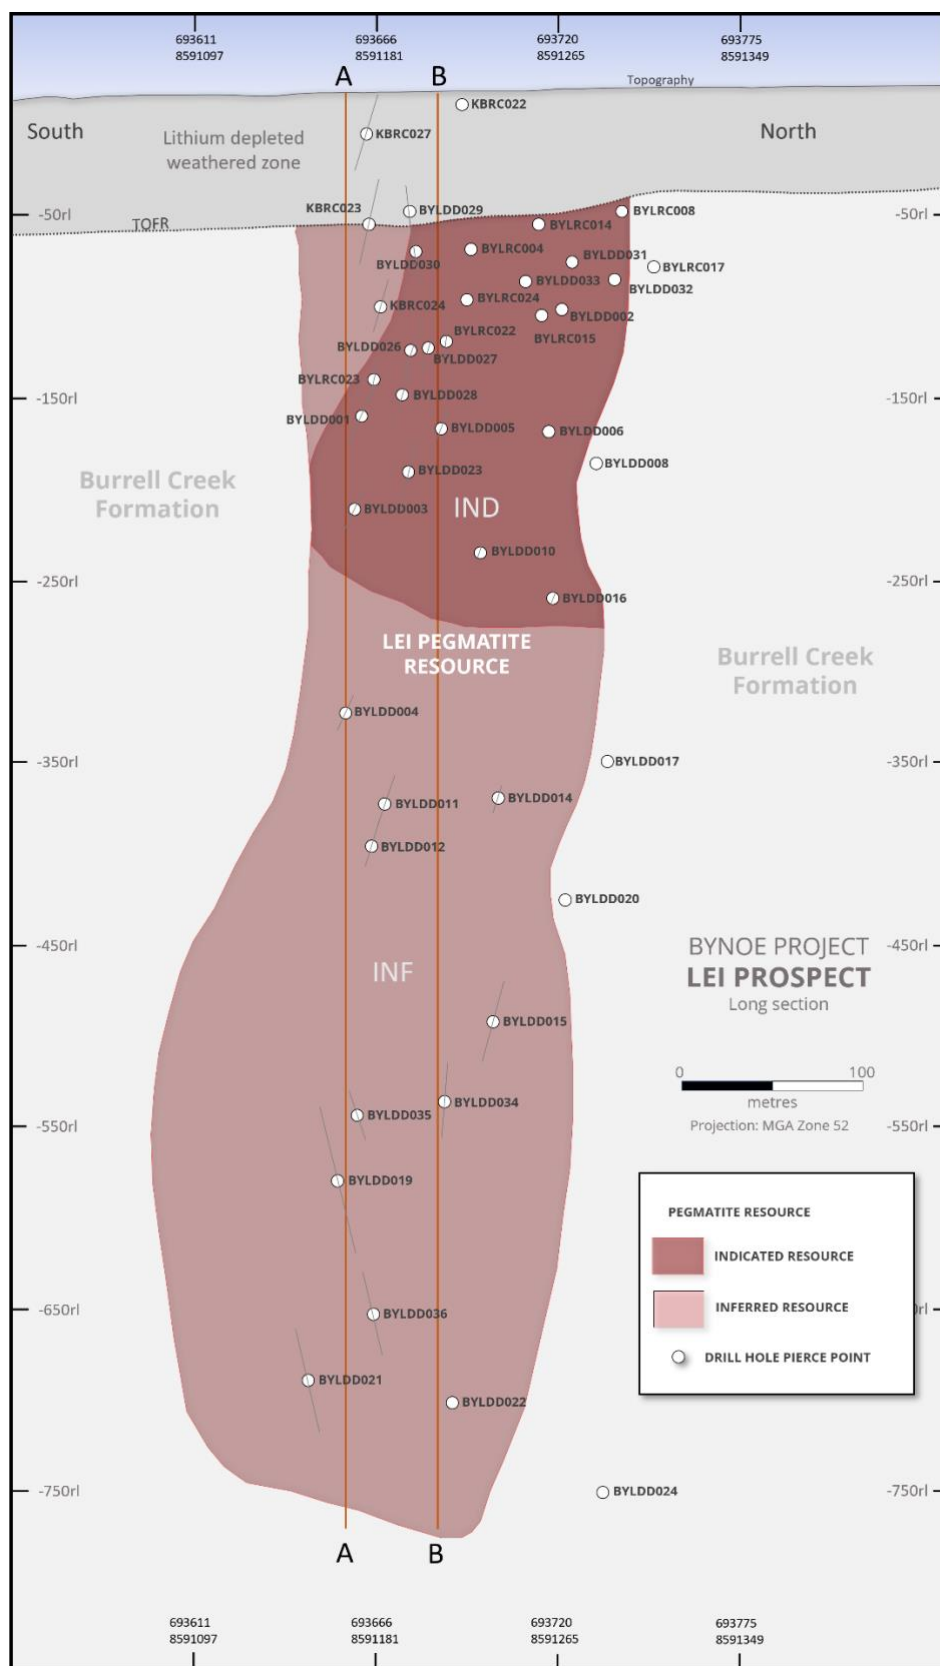 693611
8591097
693666
8591181
693720
8591265
693775
8591349
A
B
Topography
KBRC022
South
KBRC027
North
Lithium depleted
weathered zone
KBRC023
BYLDD029
BYLRC008
-50rl
-50rl
TOFR
BYLRC014
BYLRC004
BYLDD031
BYLDD030
BYLRC017
BYLDD033
BYLDD032
KBRC024
BYLRC024
BYLDD002
BYLRC022
BYLRC015
BYLDD026
BYLDD027
BYLRC023
BYLDD028
-150rl
-150rl
BYLDD001
BYLDD005
BYLDD006
BYLDD008
BYLDD023
Burrell Creek
Formation
IND
BYLDD003
BYLDD010
-250rl
-250rl
BYLDD016
LEI PEGMATITE
RESOURCE
Burrell Creek
Formation
BYLDD004
-350rl
BYLDD017
-350rl
BYLDD014
BYLDD011
BYLDD012
BYLDD020
-450rl
-450rl
BYNOE PROJECT
LEI PROSPECT
Long section
INF
BYLDD015
0
100
metres
Projection: MGA Zone 52
BYLDD034
BYLDD035
-550rl
-550rl
BYLDD019
PEGMATITE RESOURCE
INDICATED RESOURCE
INFERRED RESOURCE
DRILL HOLE PIERCE POINT
-650rl
rl
BYLDD036
BYLDD021
BYLDD022
-750rl
BYLDD024
-750rl
A
B
693611
8591097
693666
8591181
693720
8591265
693775
8591349